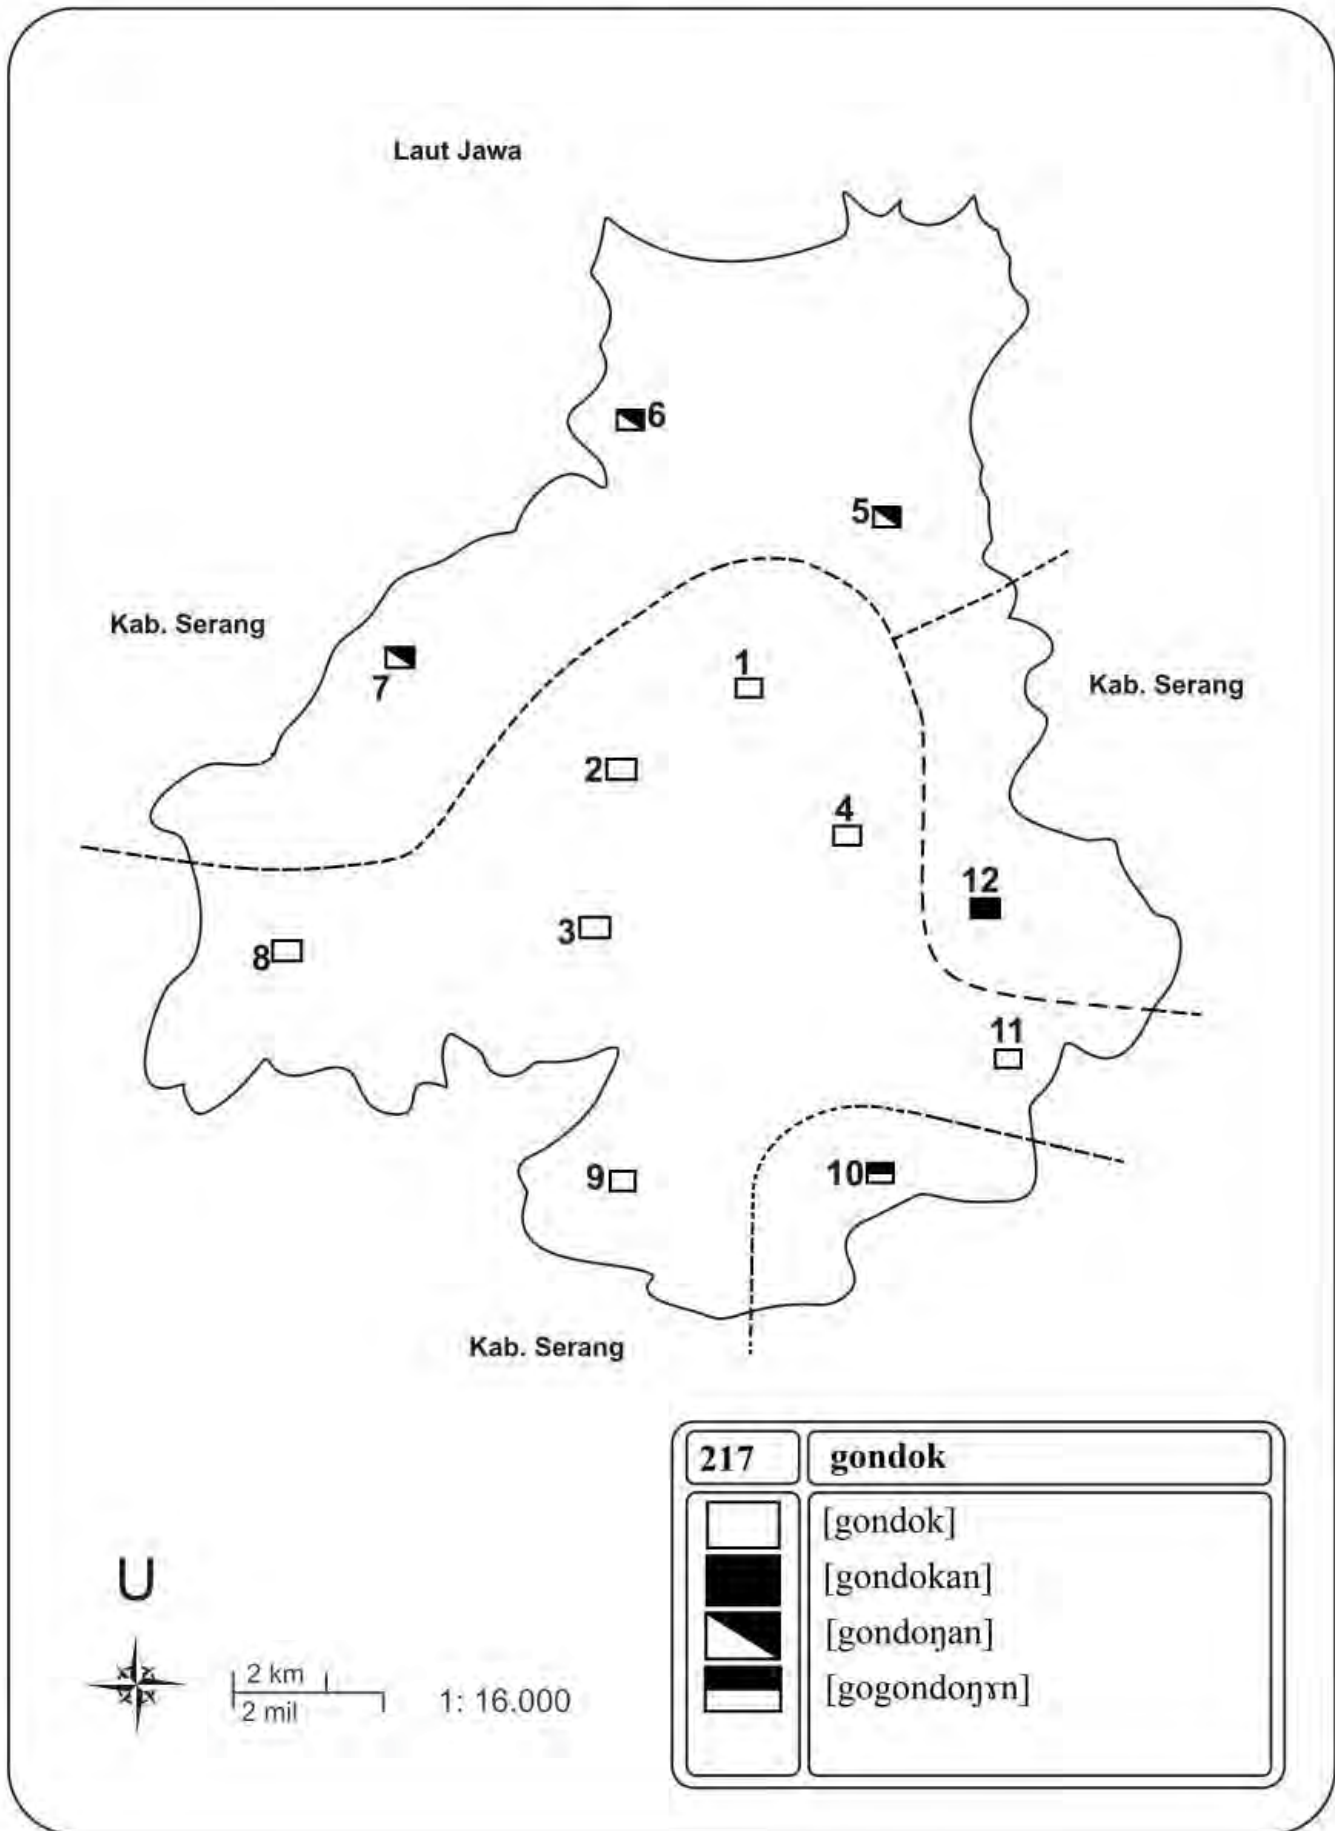 Laut Jawa
6
5
Kab. Serang
7
1
Kab. Serang
2
4
12
3
8
11
9
10
Kab. Serang
217 gondok
[gondok]
[gondokan]
[gondoŋan]
[gogondoŋɤn]
U
2 km
2 mil
1: 16.000